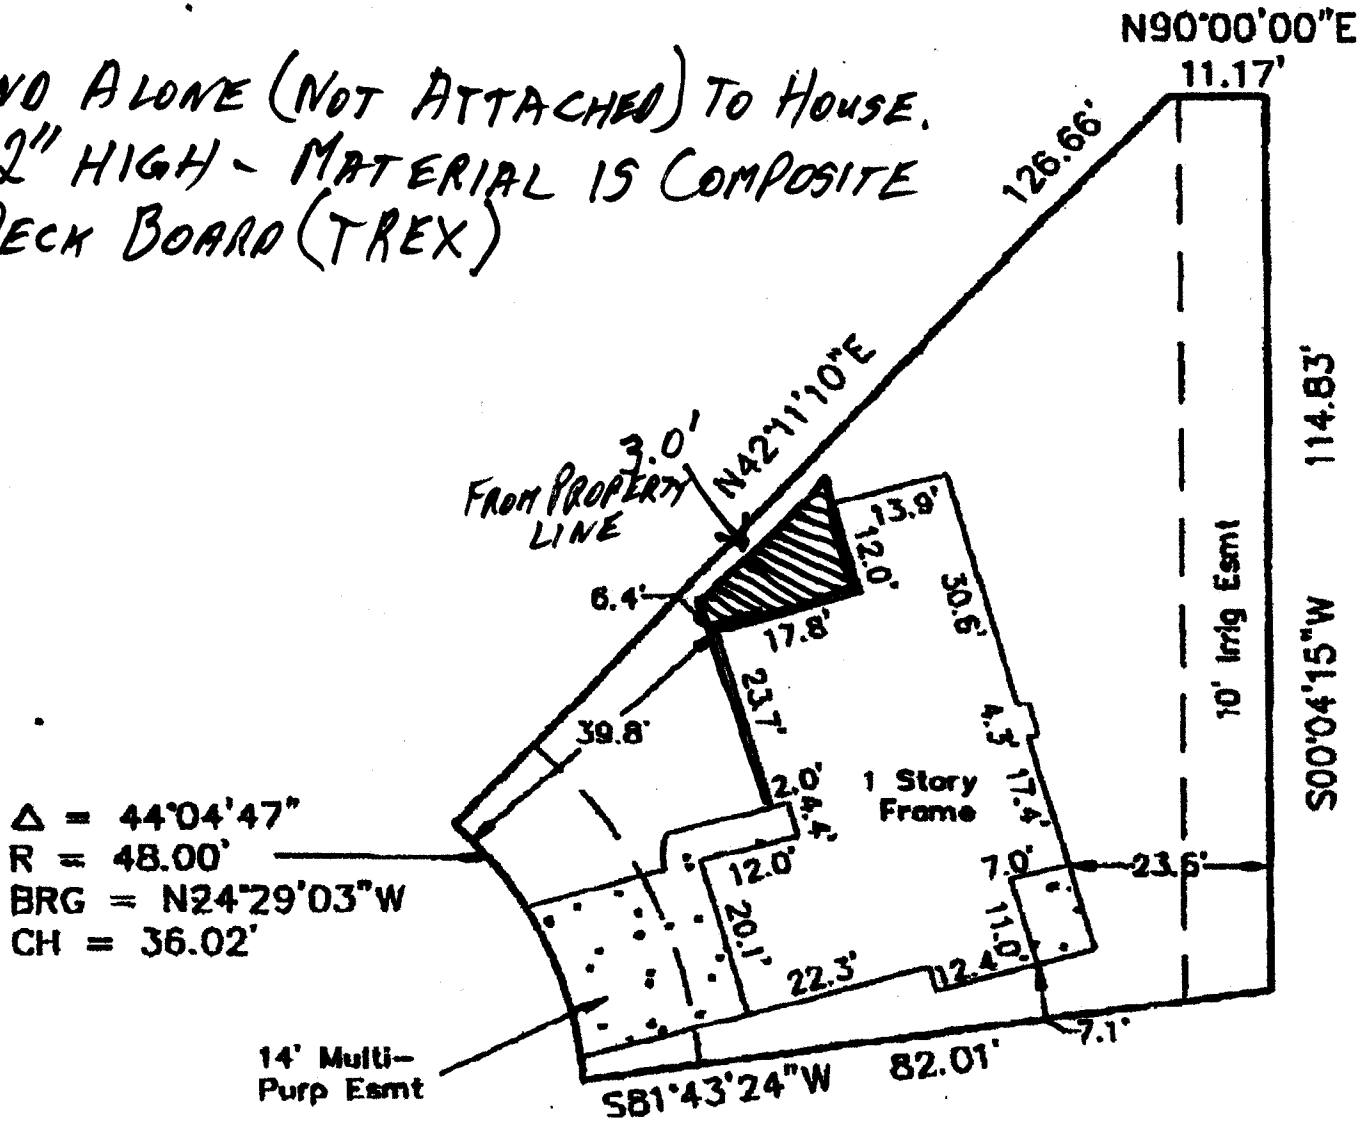 N90°00'00"E
11.17'
ND ALONE (NOT ATTACHED) TO HOUSE.
2" HIGH - MATERIAL IS COMPOSITE
DECK BOARD (TREX)
126.66'
N42°11'10"E
114.83'
3.0'
FROM PROPERTY
LINE
13.9'
12.0'
30.6'
10' Irrig Esmt
S00°04'15"W
6.4'
17.8'
23.7'
39.8'
4.3'
2.0'
4.4'
1 Story
Frame
17.4'
Δ = 44°04'47"
R = 48.00'
BRG = N24°29'03"W
CH = 36.02'
12.0'
7.0'
23.6'
20.1'
11.0'
22.3'
12.4'
7.1'
14' Multi-
Purp Esmt
82.01'
S81°43'24"W